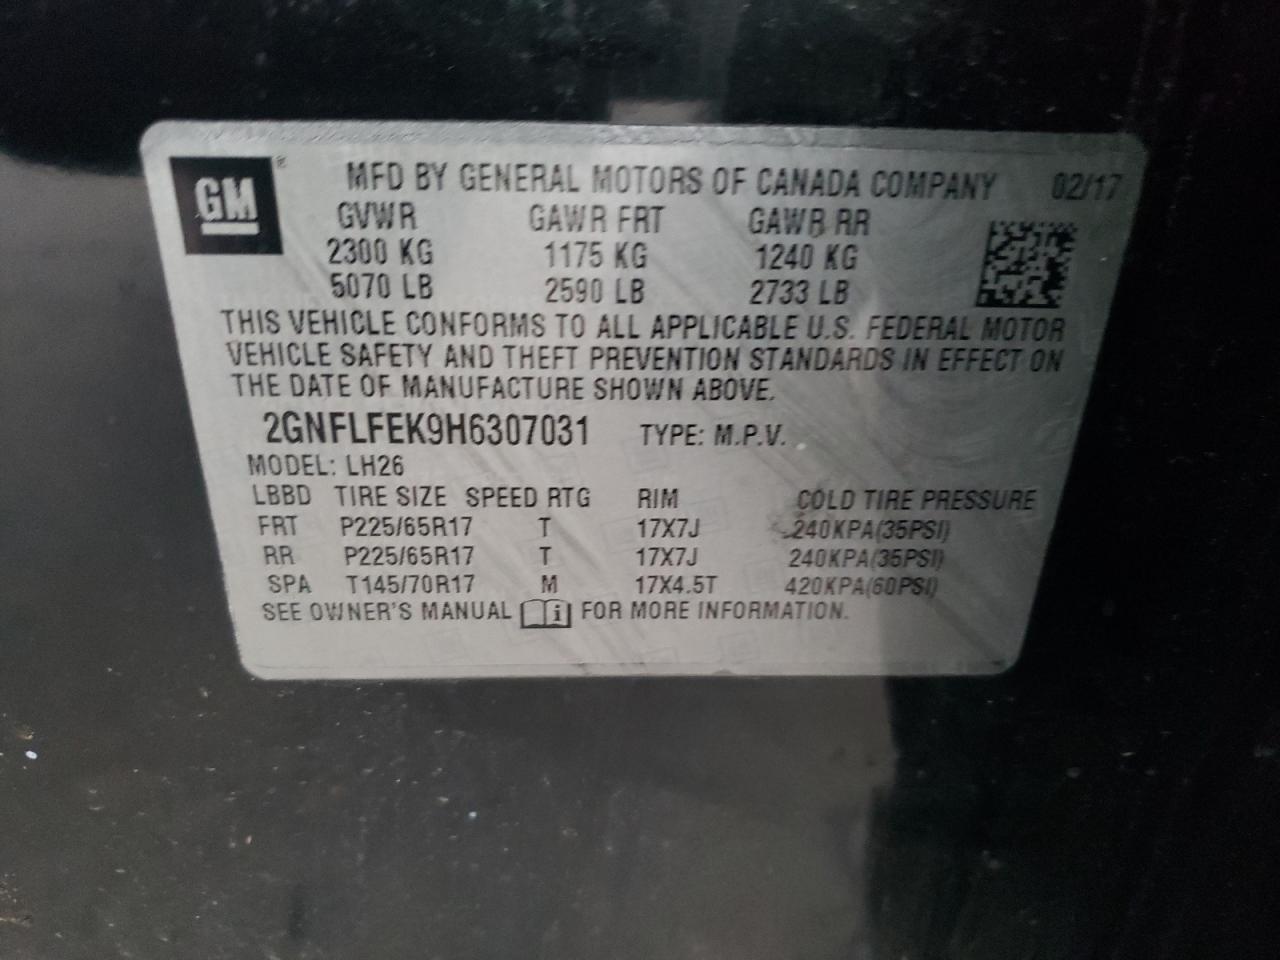 GM ®
MFD BY GENERAL MOTORS OF CANADA COMPANY 02/17
GVWR GAWR FRT GAWR RR
2300 KG 1175 KG 1240 KG
5070 LB 2590 LB 2733 LB
THIS VEHICLE CONFORMS TO ALL APPLICABLE U.S. FEDERAL MOTOR
VEHICLE SAFETY AND THEFT PREVENTION STANDARDS IN EFFECT ON
THE DATE OF MANUFACTURE SHOWN ABOVE.
2GNFLFEK9H6307031 TYPE: M.P.V.
MODEL: LH26
LBBD TIRE SIZE SPEED RTG RIM COLD TIRE PRESSURE
FRT P225/65R17 T 17X7J 240KPA(35PSI)
RR P225/65R17 T 17X7J 240KPA(35PSI)
SPA T145/70R17 M 17X4.5T 420KPA(60PSI)
SEE OWNER'S MANUAL i FOR MORE INFORMATION.